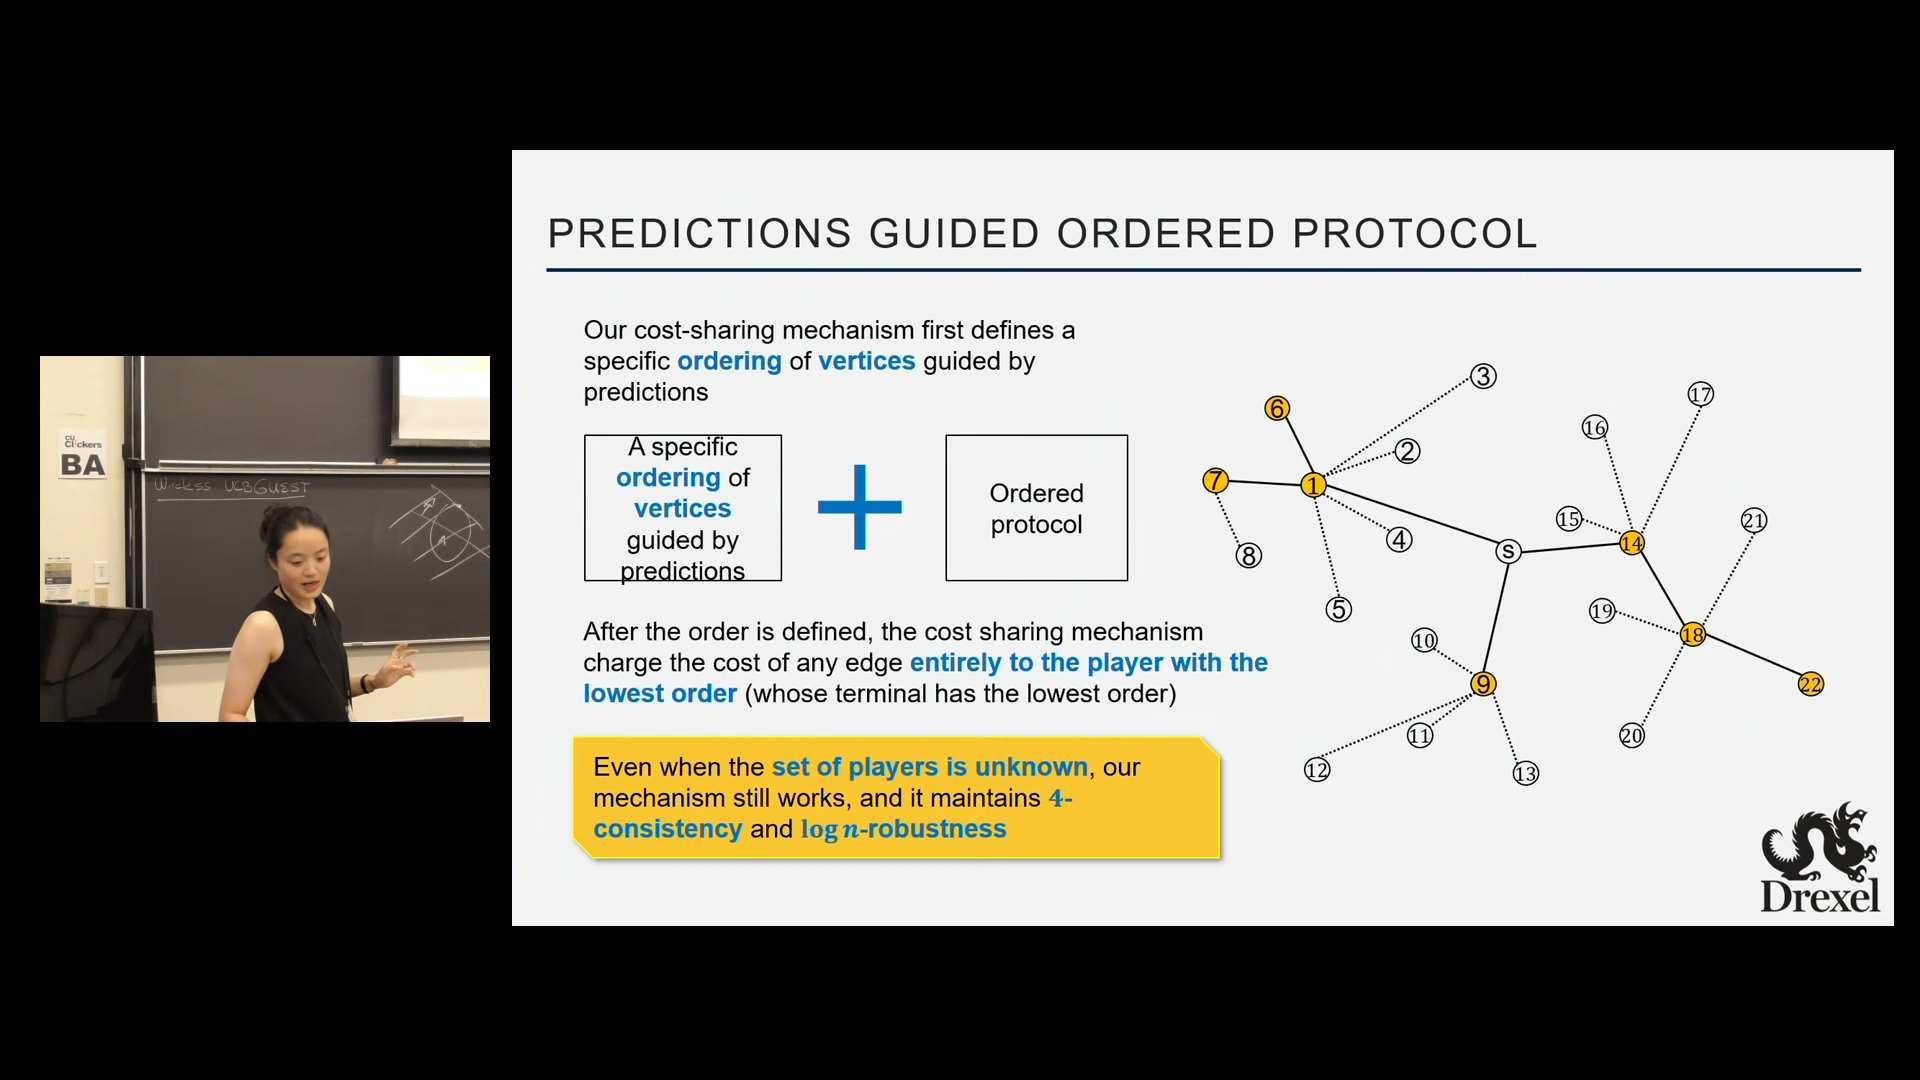 PREDICTIONS GUIDED ORDERED PROTOCOL
Our cost-sharing mechanism first defines a
specific ordering of vertices guided by
predictions
A specific
ordering of
vertices
guided by
predictions
Ordered
protocol
After the order is defined, the cost sharing mechanism
charge the cost of any edge entirely to the player with the
lowest order (whose terminal has the lowest order)
Even when the set of players is unknown, our
mechanism still works, and it maintains 4-
consistency and log n-robustness
3
17
6
16
2
7
1
15
21
4
14
8
s
5
19
10
18
9
22
11
20
12
13
Drexel
CU
Clickers
BA
Wireless: UCBGUEST